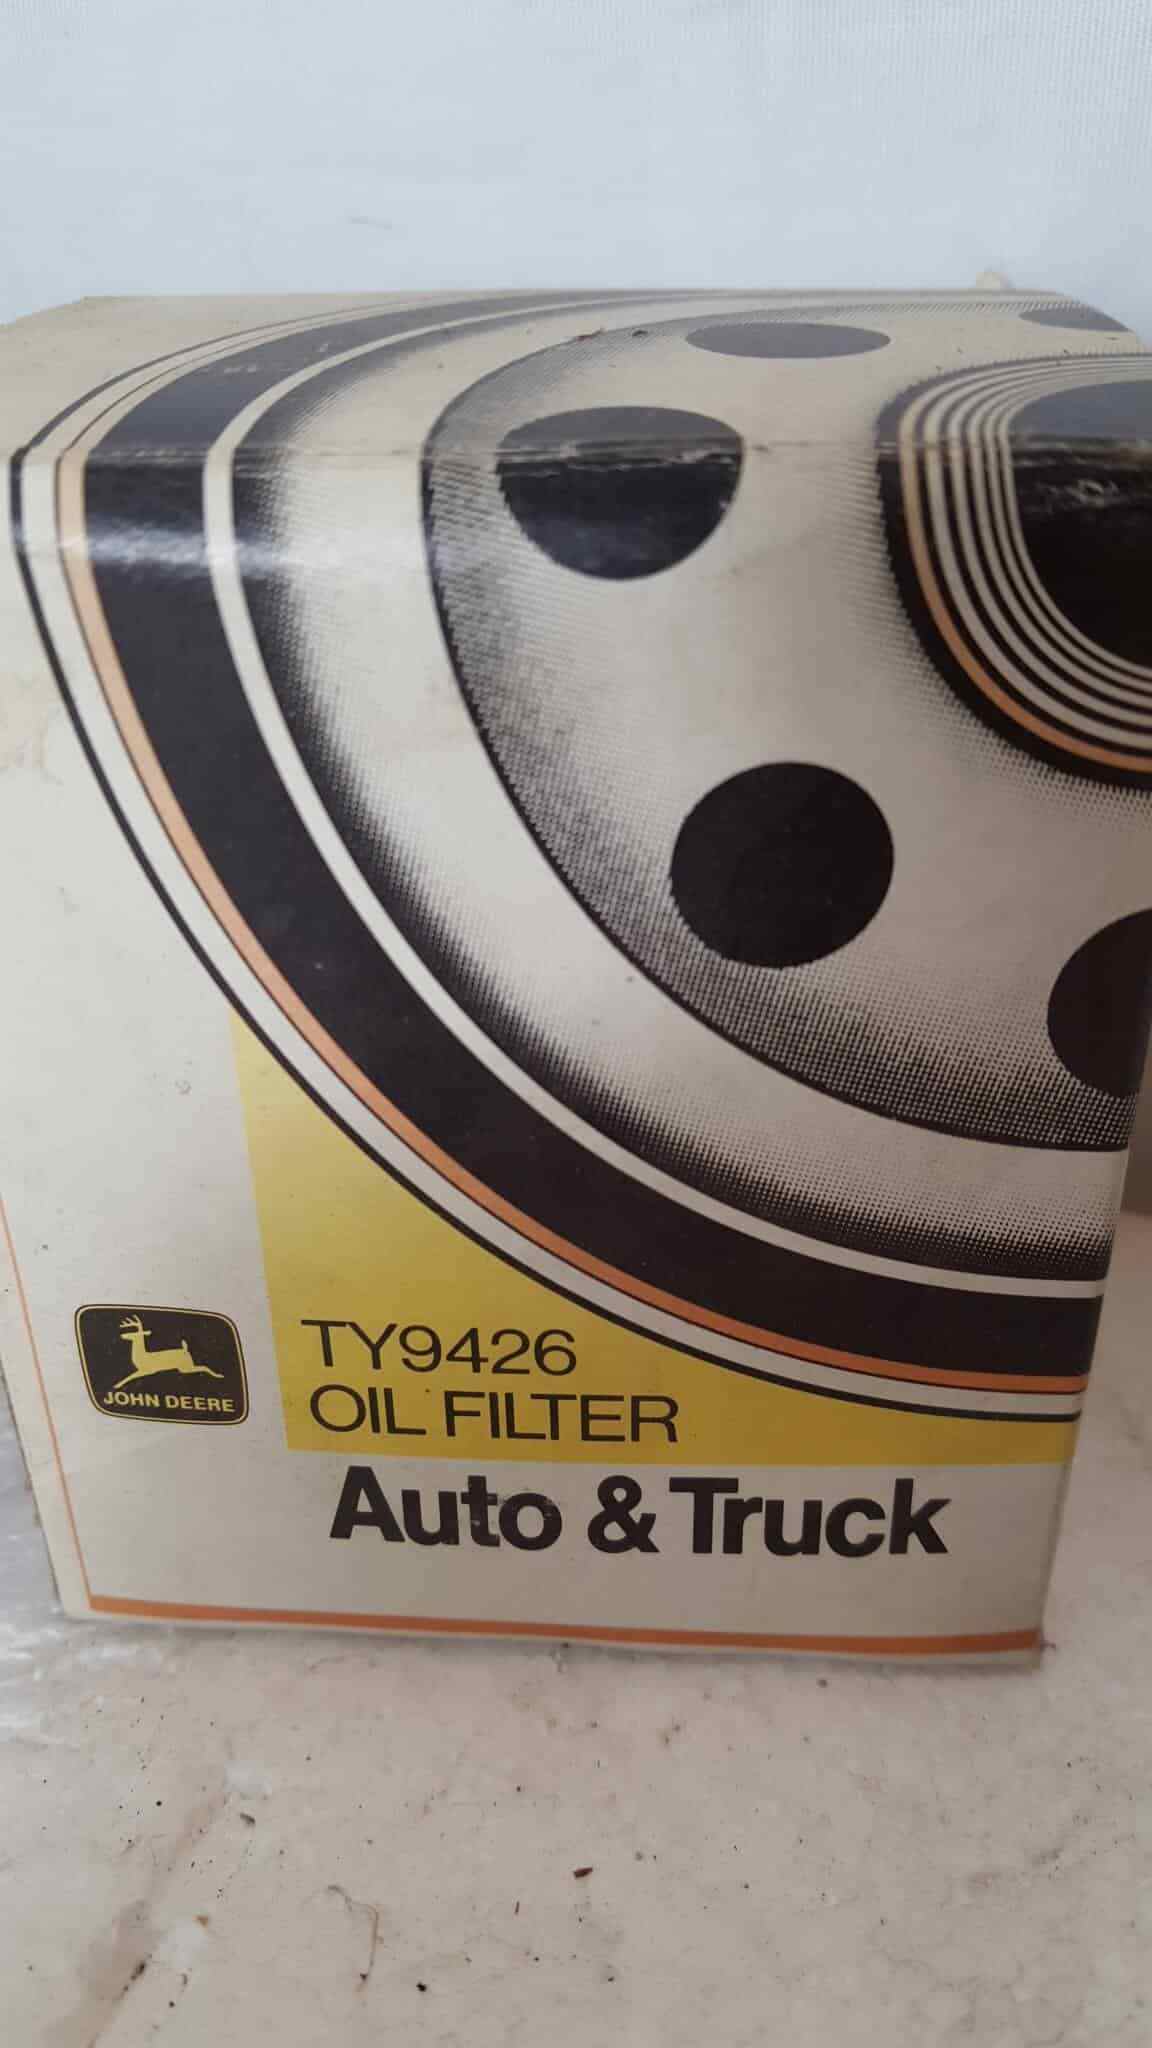 TY9426
OIL FILTER
JOHN DEERE
Auto & Truck